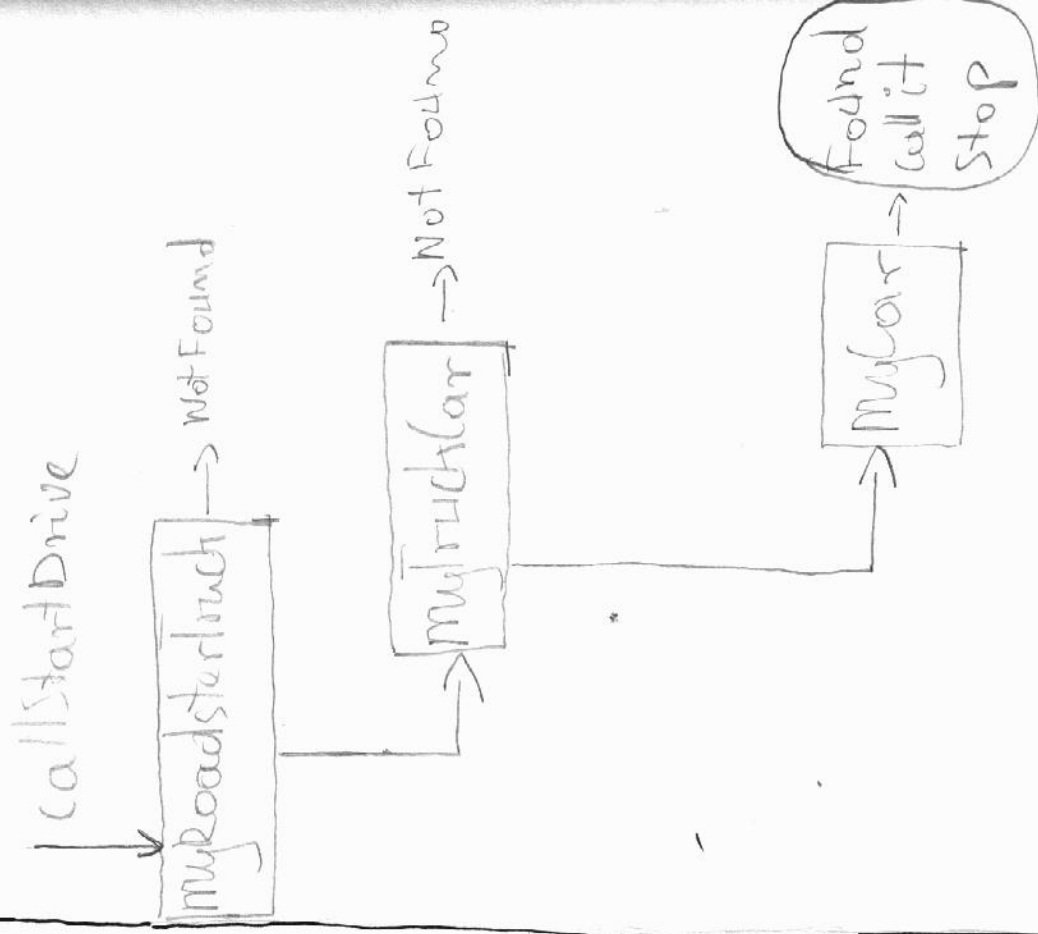 Call StartDrive
myRoadsterTruck
Not Found
myTruckCar
Not Found
MyCar
Found
Call it
Stop